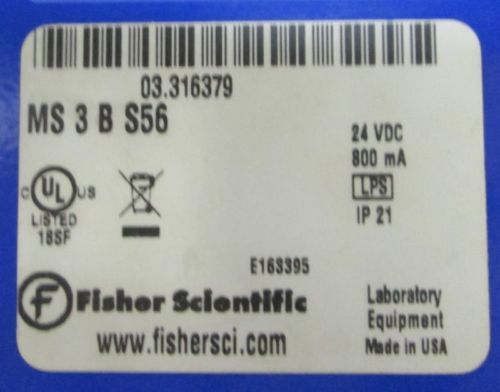 03.316379
MS 3 B S56
24 VDC
800 mA
LPS
IP 21
C UL US
LISTED
18SF
E163395
F Fisher Scientific
www.fishersci.com
Laboratory
Equipment
Made in USA